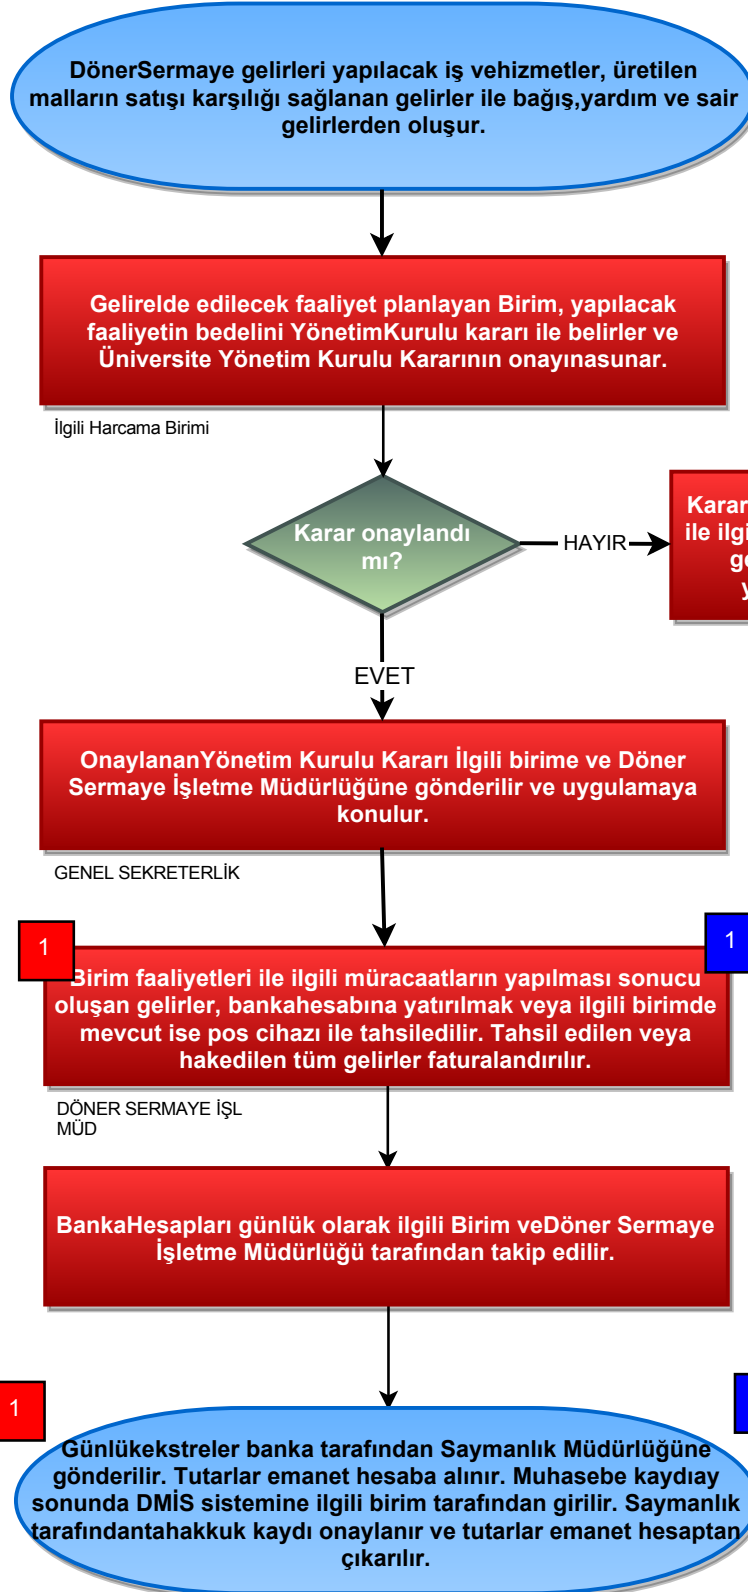 DönerSermaye gelirleri yapılacak iş vehizmetler, üretilen
malların satışı karşılığı sağlanan gelirler ile bağış,yardım ve sair
gelirlerden oluşur.
Gelirelde edilecek faaliyet planlayan Birim, yapılacak
faaliyetin bedelini YönetimKurulu kararı ile belirler ve
Üniversite Yönetim Kurulu Kararının onayınasunar.
İlgili Harcama Birimi
Karar onaylandı
mı?
HAYIR
Karar
ile ilgi
ge
y
EVET
OnaylananYönetim Kurulu Kararı İlgili birime ve Döner
Sermaye İşletme Müdürlüğüne gönderilir ve uygulamaya
konulur.
GENEL SEKRETERLİK
1
1
Birim faaliyetleri ile ilgili müracaatların yapılması sonucu
oluşan gelirler, bankahesabına yatırılmak veya ilgili birimde
mevcut ise pos cihazı ile tahsiledilir. Tahsil edilen veya
hakedilen tüm gelirler faturalandırılır.
DÖNER SERMAYE İŞL
MÜD
BankaHesapları günlük olarak ilgili Birim veDöner Sermaye
İşletme Müdürlüğü tarafından takip edilir.
1
Günlükekstreler banka tarafından Saymanlık Müdürlüğüne
gönderilir. Tutarlar emanet hesaba alınır. Muhasebe kaydıay
sonunda DMİS sistemine ilgili birim tarafından girilir. Saymanlık
tarafındantahakkuk kaydı onaylanır ve tutarlar emanet hesaptan
çıkarılır.